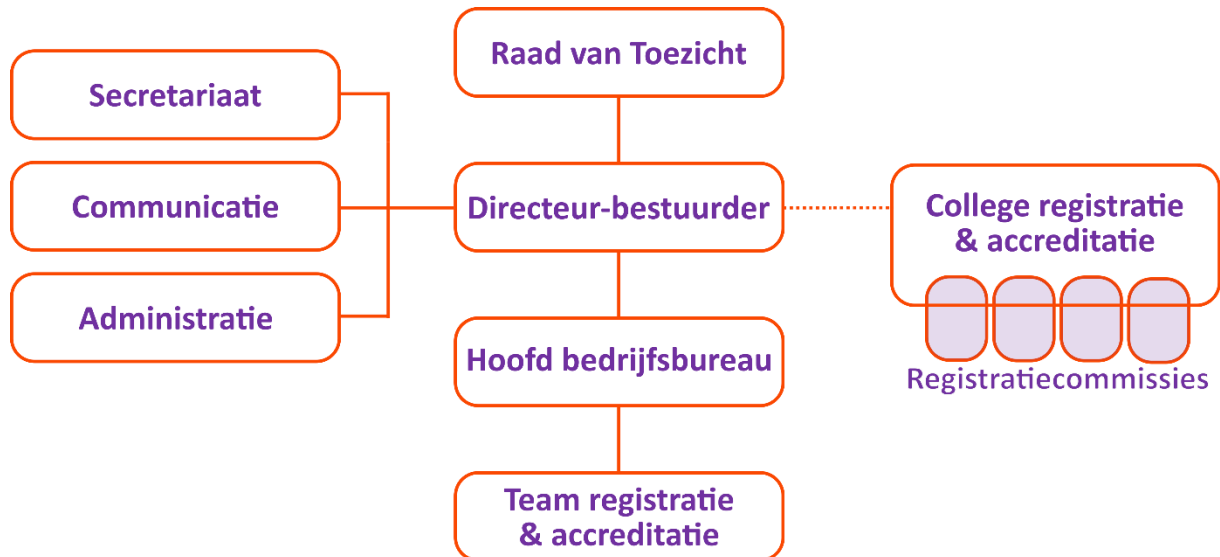 Raad van Toezicht
Secretariaat
Communicatie
Directeur-bestuurder
College registratie
& accreditatie
Administratie
Hoofd bedrijfsbureau
Registratiecommissies
Team registratie
& accreditatie